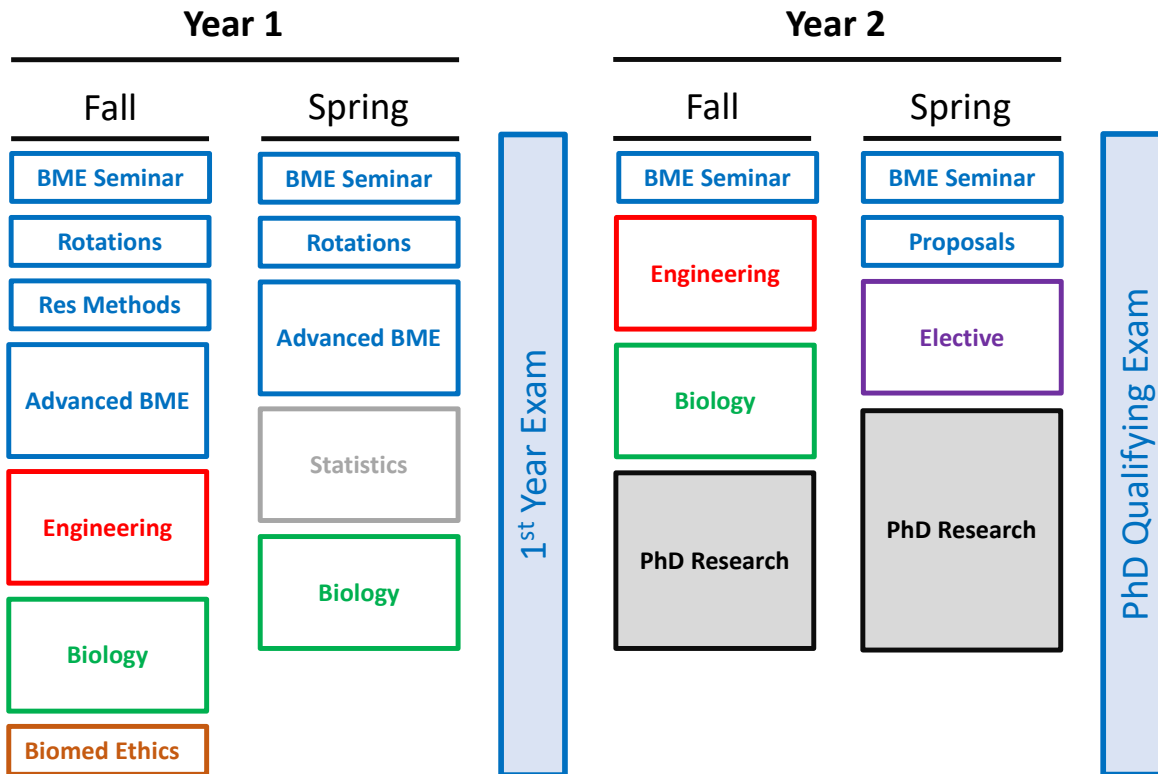 Year 1
Fall
BME Seminar
Rotations
Res Methods
Advanced BME
Engineering
Biology
Biomed Ethics
Spring
BME Seminar
Rotations
Advanced BME
Statistics
Biology
1st Year Exam
Year 2
Fall
BME Seminar
Engineering
Biology
PhD Research
Spring
BME Seminar
Proposals
Elective
PhD Research
PhD Qualifying Exam